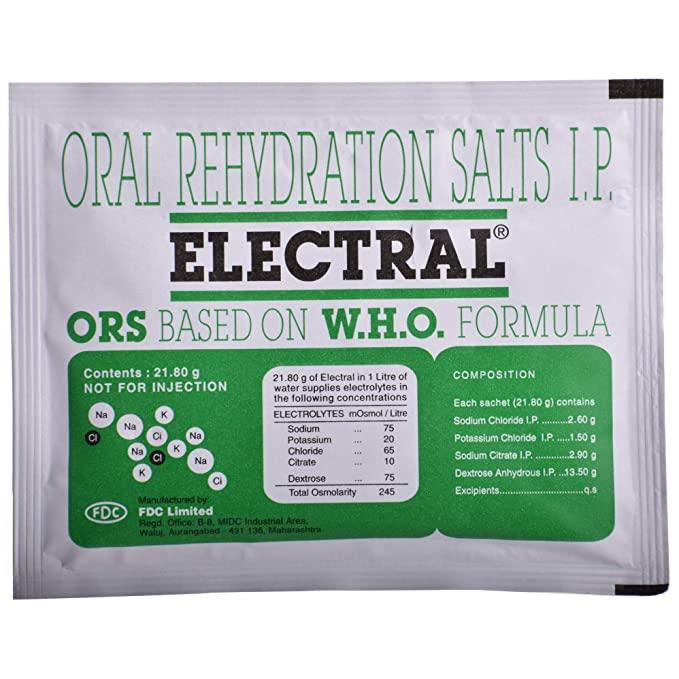 ORAL REHYDRATION SALTS I.P.
ELECTRAL®
ORS BASED ON W.H.O. FORMULA
Contents : 21.80 g
NOT FOR INJECTION
Na
K
Na
Ci
Na
Cl
Na
Cl
K
Na
K
Ci
Manufactured by:
FDC
FDC Limited
Regd. Office: B-8, MIDC Industrial Area,
Waluj, Aurangabad - 431 136, Maharashtra.
21.80 g of Electral in 1 Litre of
water supplies electrolytes in
the following concentrations
ELECTROLYTES mOsmol / Litre
Sodium ... 75
Potassium ... 20
Chloride ... 65
Citrate ... 10
Dextrose ... 75
Total Osmolarity 245
COMPOSITION
Each sachet (21.80 g) contains
Sodium Chloride I.P. ..........2.60 g
Potassium Chloride I.P. .....1.50 g
Sodium Citrate I.P. .............2.90 g
Dextrose Anhydrous I.P. ..13.50 g
Excipients..........................q.s